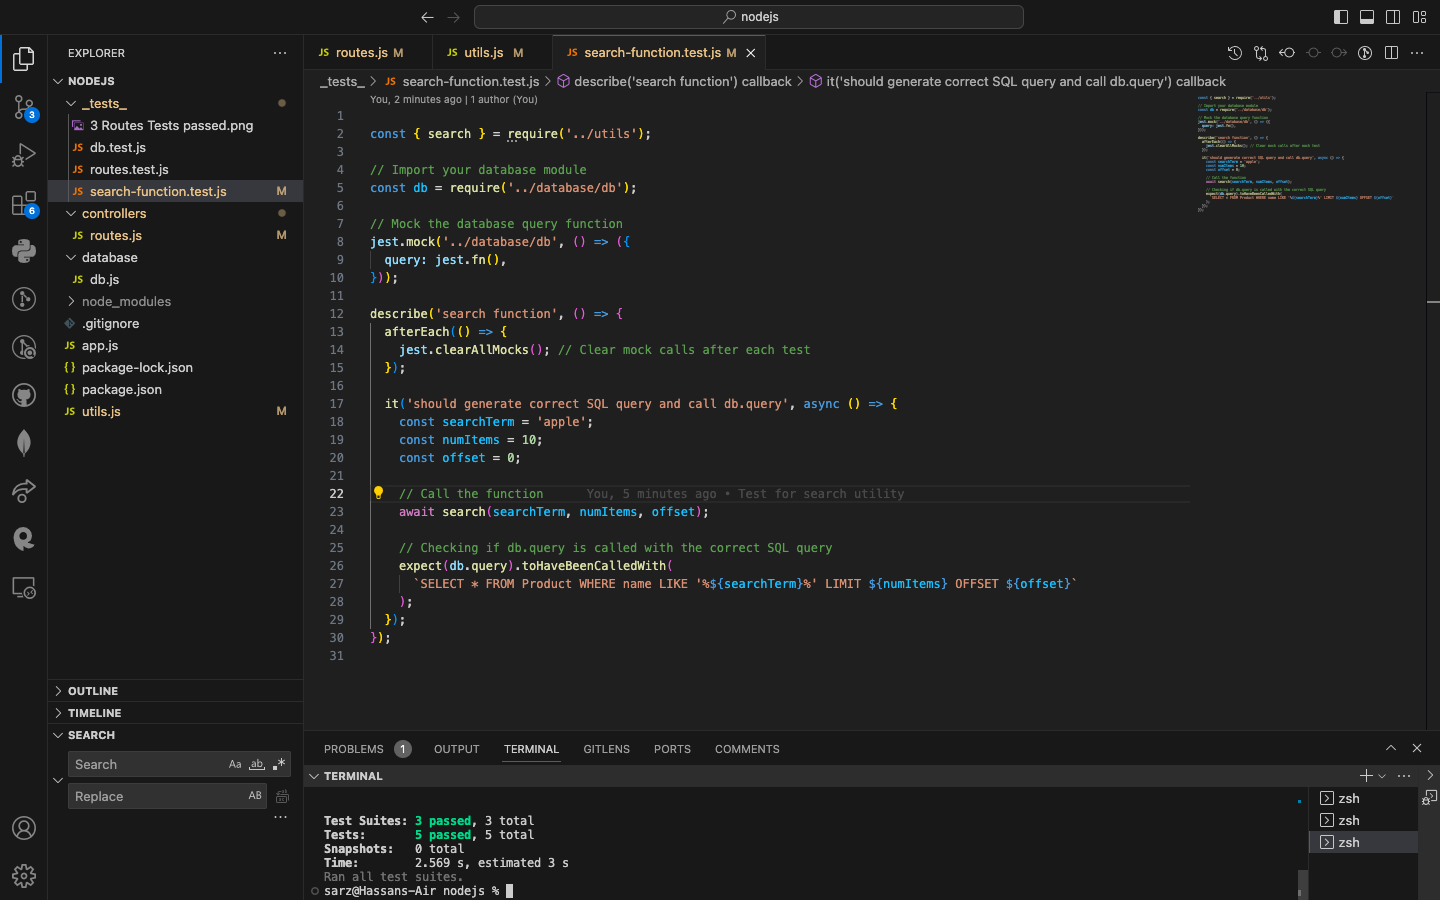 nodejs
EXPLORER
NODEJS
_tests_
3 Routes Tests passed.png
JS db.test.js
JS routes.test.js
JS search-function.test.js M
controllers
JS routes.js M
database
JS db.js
node_modules
.gitignore
JS app.js
{} package-lock.json
{} package.json
JS utils.js M
3
6
OUTLINE
TIMELINE
SEARCH
Search Aa ab .*
Replace AB
JS routes.js M
JS utils.js M
JS search-function.test.js M
_tests_ > JS search-function.test.js > describe('search function') callback > it('should generate correct SQL query and call db.query') callback
You, 2 minutes ago | 1 author (You)
1
2 const { search } = require('../utils');
3
4 // Import your database module
5 const db = require('../database/db');
6
7 // Mock the database query function
8 jest.mock('../database/db', () => ({
9 query: jest.fn(),
10 }));
11
12 describe('search function', () => {
13 afterEach(() => {
14 jest.clearAllMocks(); // Clear mock calls after each test
15 });
16
17 it('should generate correct SQL query and call db.query', async () => {
18 const searchTerm = 'apple';
19 const numItems = 10;
20 const offset = 0;
21
22 // Call the function You, 5 minutes ago • Test for search utility
23 await search(searchTerm, numItems, offset);
24
25 // Checking if db.query is called with the correct SQL query
26 expect(db.query).toHaveBeenCalledWith(
27 `SELECT * FROM Product WHERE name LIKE '%${searchTerm}%' LIMIT ${numItems} OFFSET ${offset}`
28 );
29 });
30 });
31
PROBLEMS 1 OUTPUT TERMINAL GITLENS PORTS COMMENTS
TERMINAL
Test Suites: 3 passed, 3 total
Tests: 5 passed, 5 total
Snapshots: 0 total
Time: 2.569 s, estimated 3 s
Ran all test suites.
sarz@Hassans-Air nodejs %
zsh
zsh
zsh